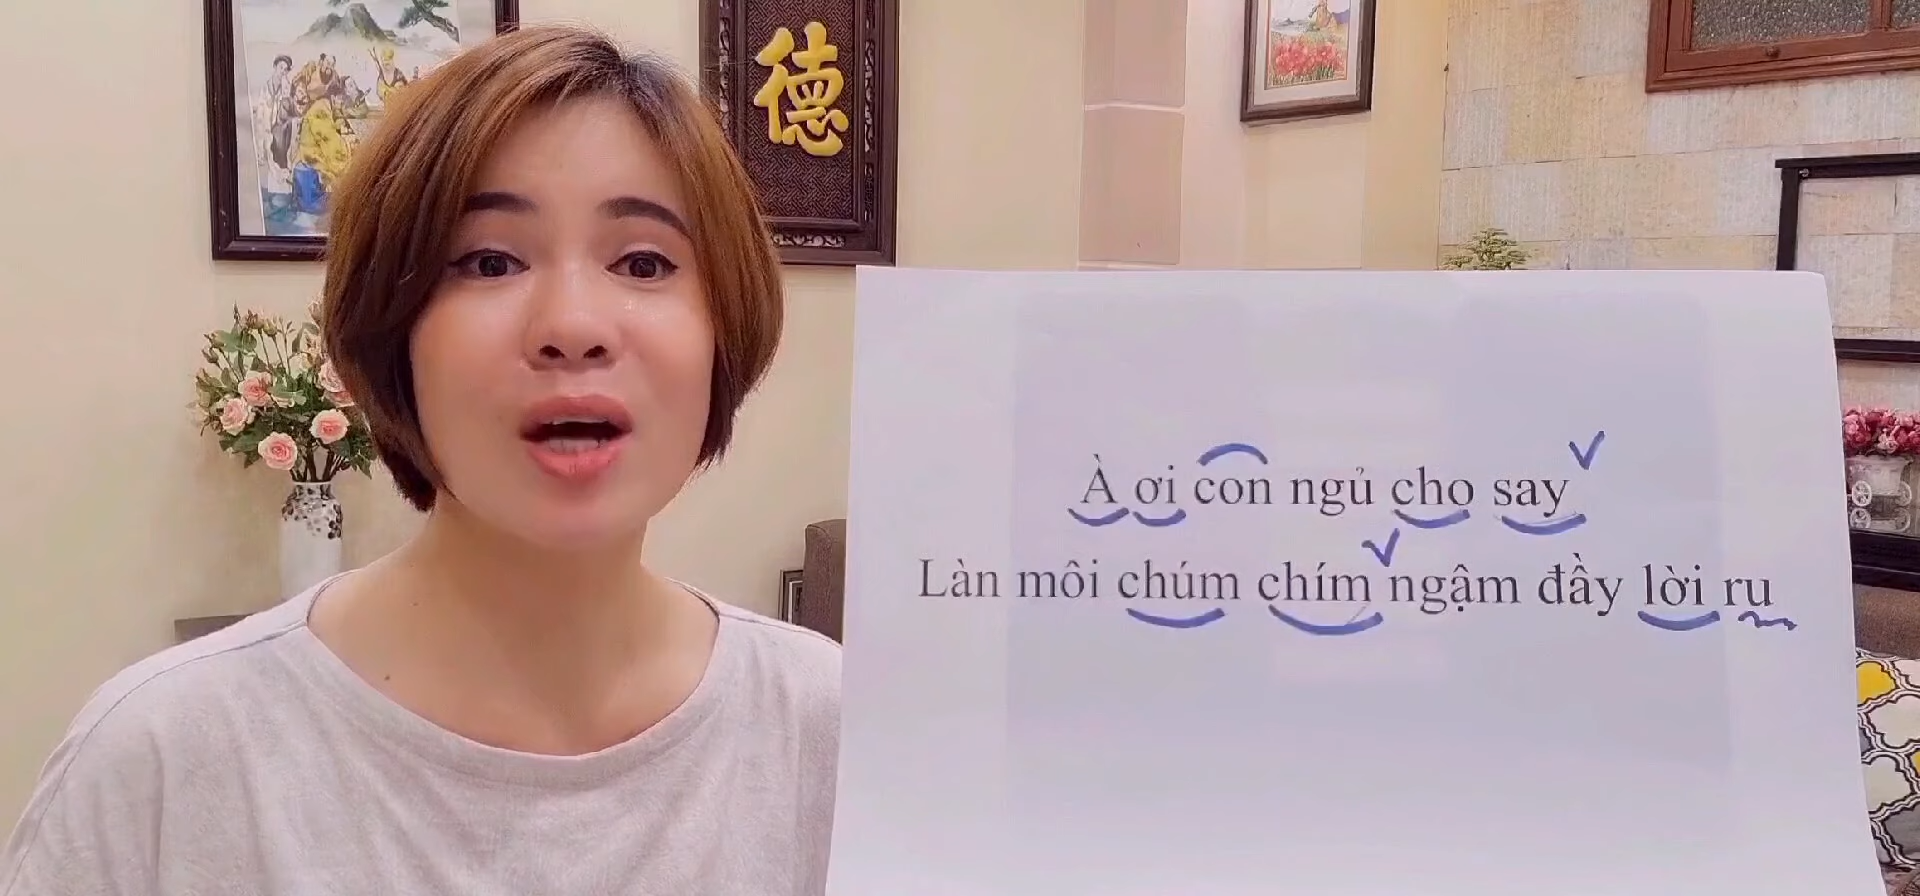 德
À ơi con ngủ cho say
Làn môi chúm chím ngậm đầy lời ru